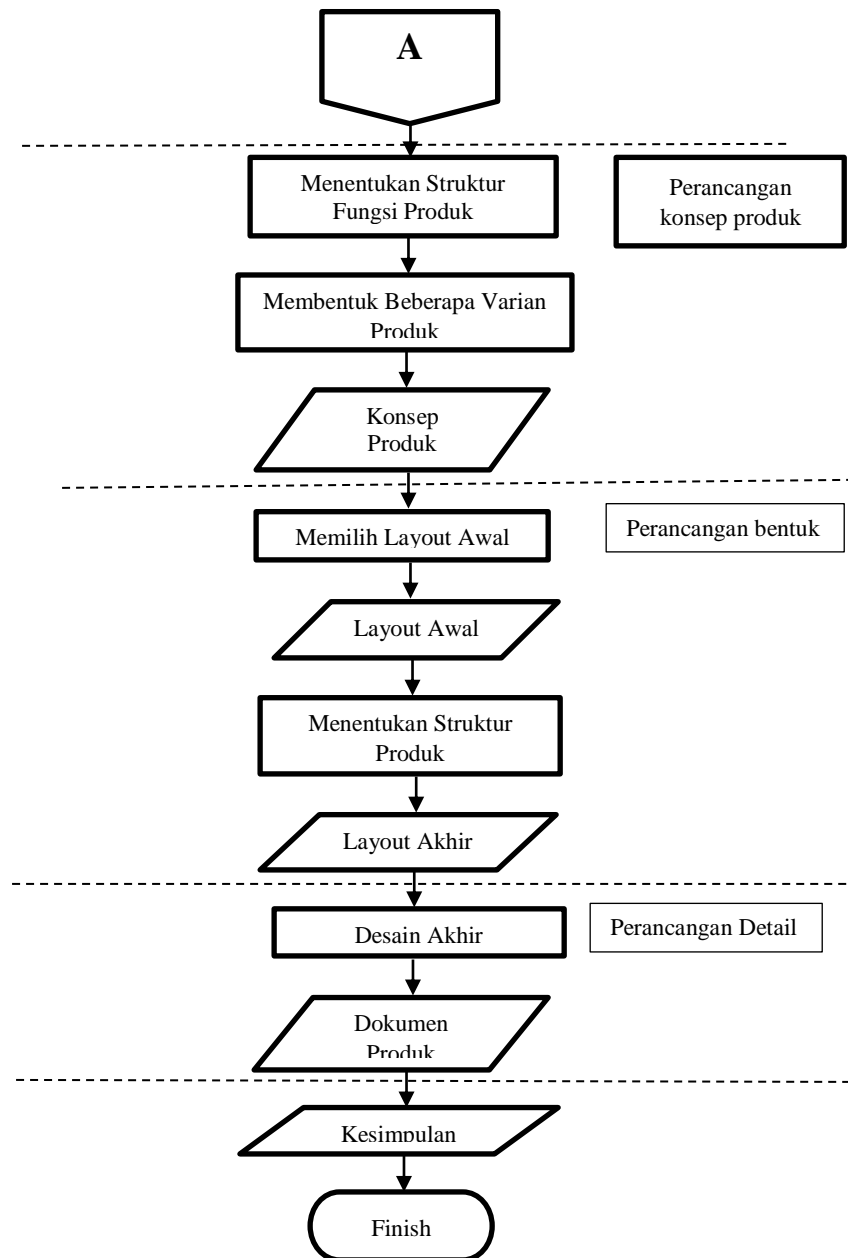 A
Menentukan Struktur
Fungsi Produk
Perancangan
konsep produk
Membentuk Beberapa Varian
Produk
Konsep
Produk
Memilih Layout Awal
Perancangan bentuk
Layout Awal
Menentukan Struktur
Produk
Layout Akhir
Desain Akhir
Perancangan Detail
Dokumen
Produk
Kesimpulan
Finish